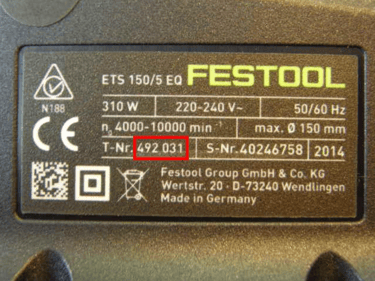 ETS 150/5 EQ FESTOOL
N188
310 W 220-240 V~ 50/60 Hz
n₀ 4000-10000 min⁻¹ max. Ø 150 mm
T-Nr. 492 031 S-Nr. 40246758 2014
CE
Festool Group GmbH & Co. KG
Wertstr. 20 · D-73240 Wendlingen
Made in Germany